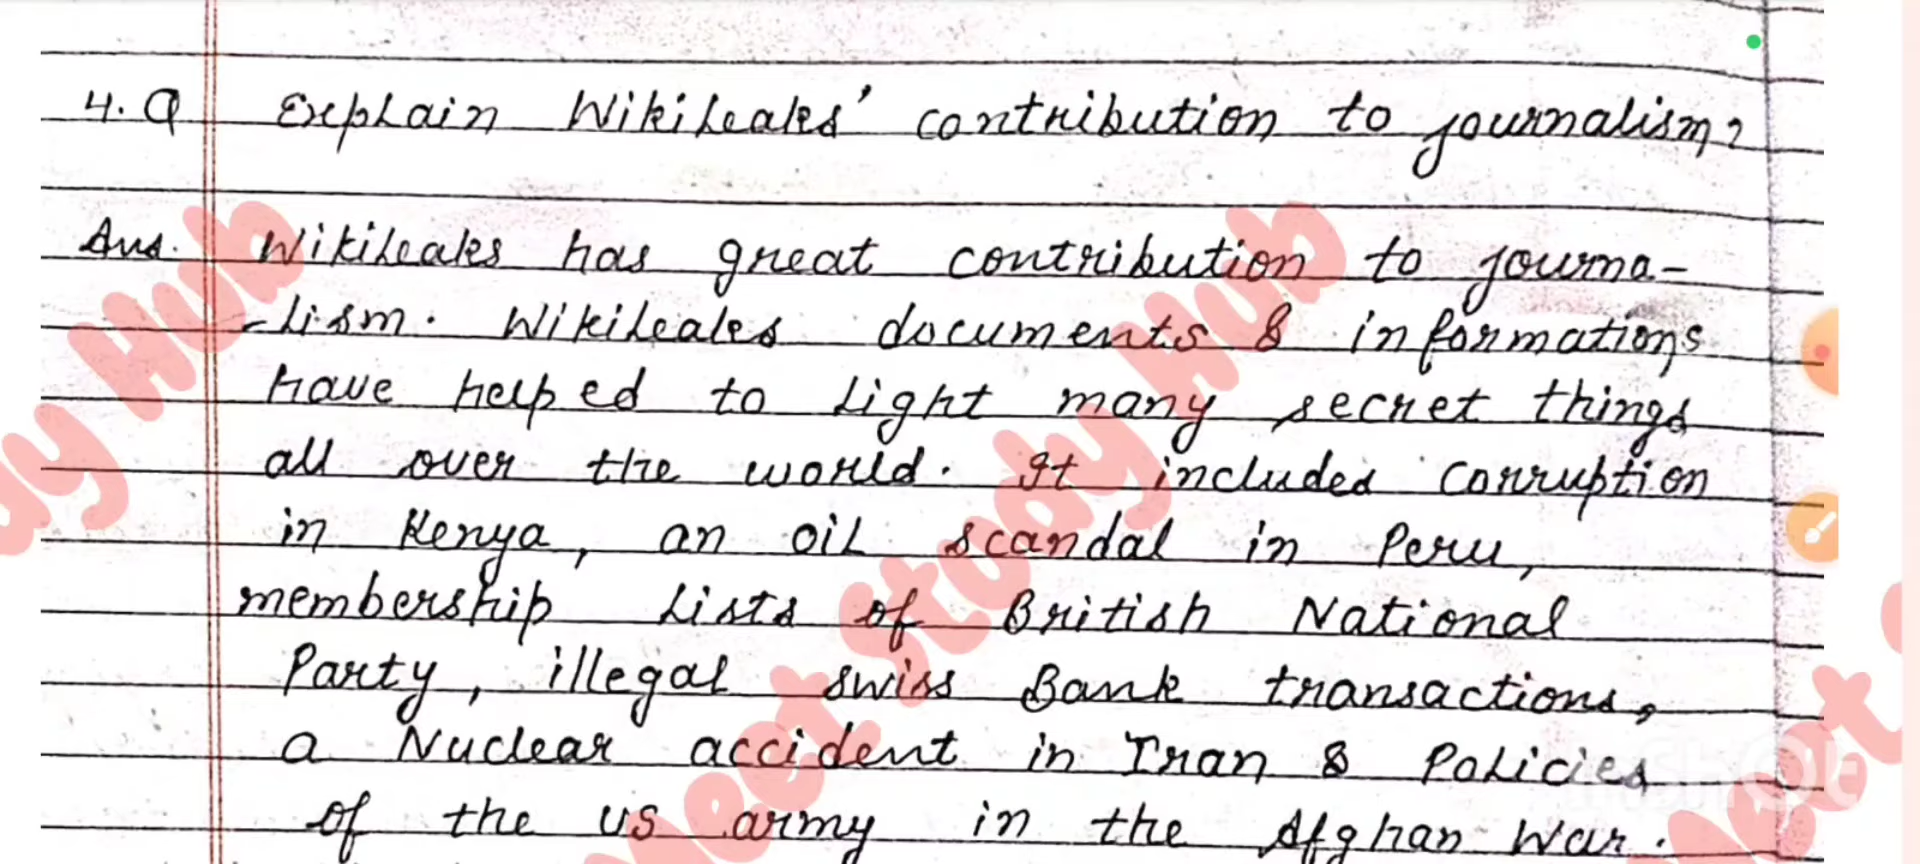 4. Q Explain WikiLeaks' contribution to journalism?
Ans. WikiLeaks has great contribution to journa-
-lism. WikiLeaks documents & informations
have helped to light many secret things
all over the world. It included corruption
in Kenya, an oil scandal in Peru,
membership Lists of British National
Party, illegal swiss Bank transactions,
a Nuclear accident in Iran & Policies
of the US army in the Afghan War.
Meet Study Hub